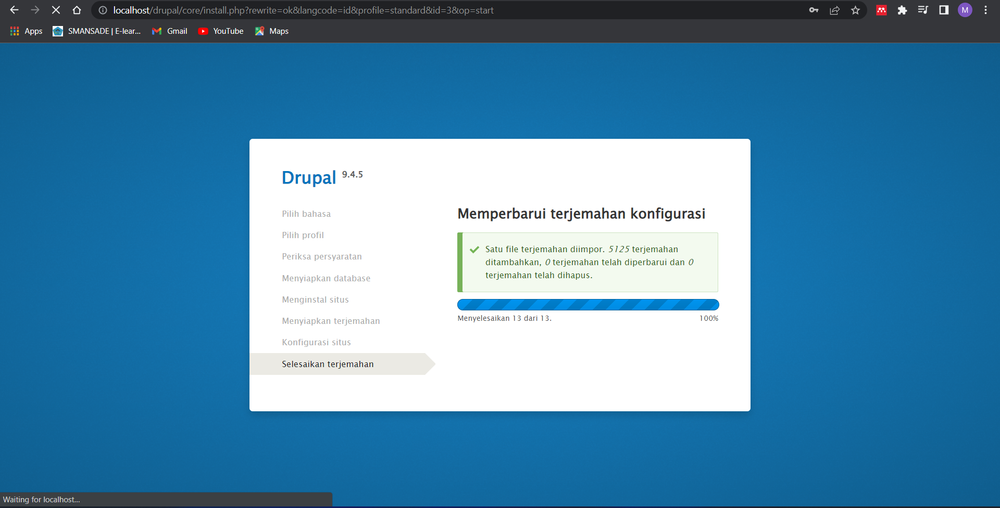 localhost/drupal/core/install.php?rewrite=ok&langcode=id&profile=standard&id=3&op=start
M
Apps
SMANSADE | E-lear...
Gmail
YouTube
Maps
Drupal 9.4.5
Pilih bahasa
Pilih profil
Periksa persyaratan
Menyiapkan database
Menginstal situs
Menyiapkan terjemahan
Konfigurasi situs
Selesaikan terjemahan
Memperbarui terjemahan konfigurasi
Satu file terjemahan diimpor. 5125 terjemahan
ditambahkan, 0 terjemahan telah diperbarui dan 0
terjemahan telah dihapus.
Menyelesaikan 13 dari 13.
100%
Waiting for localhost...